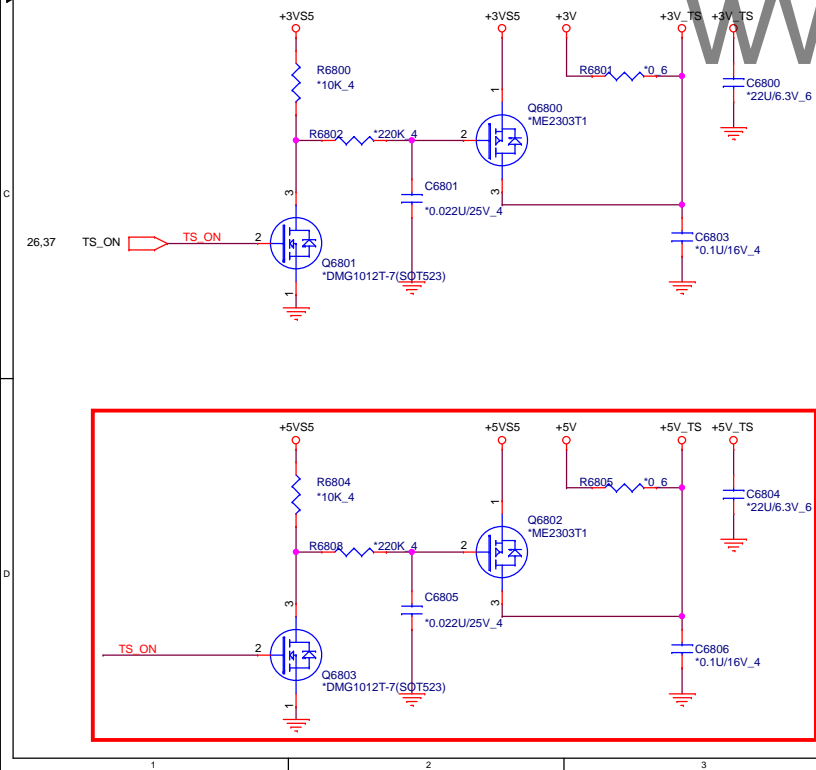 +3VS5
+3VS5
+3V
+3V_TS
+3V_TS
R6800
*10K_4
R6801
*0_6
C6800
*22U/6.3V_6
1
Q6800
*ME2303T1
R6802
*220K_4
2
3
3
C6801
*0.022U/25V_4
C
26,37
TS_ON
TS_ON
2
C6803
*0.1U/16V_4
Q6801
*DMG1012T-7(SOT523)
1
+5VS5
+5VS5
+5V
+5V_TS
+5V_TS
R6804
*10K_4
R6805
*0_6
C6804
*22U/6.3V_6
1
Q6802
*ME2303T1
R6808
*220K_4
2
D
3
3
C6805
*0.022U/25V_4
TS_ON
2
C6806
*0.1U/16V_4
Q6803
*DMG1012T-7(SOT523)
1
1
2
3